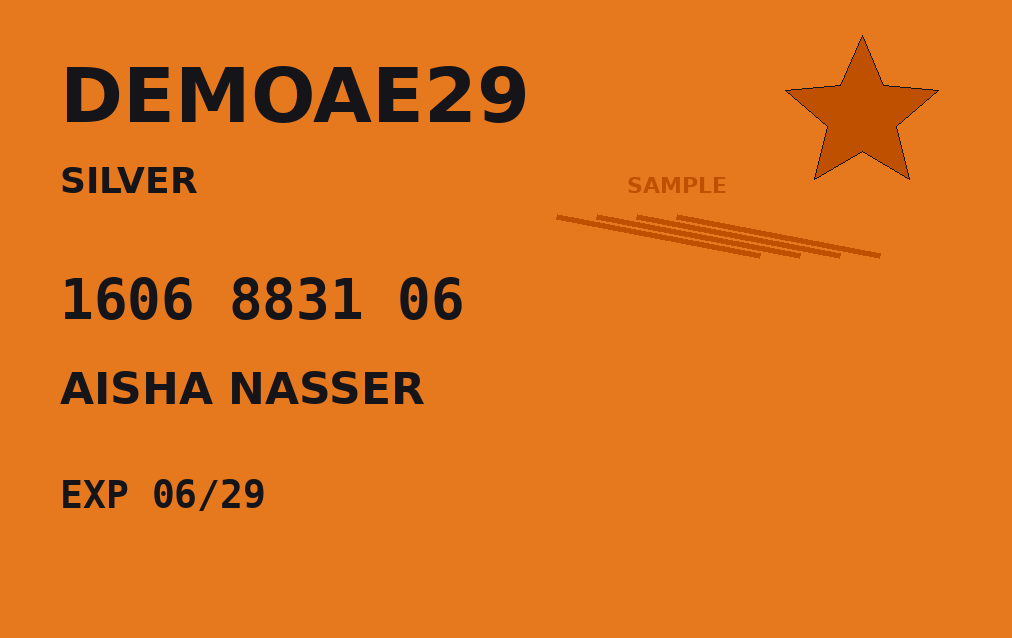 DEMOAE29
SILVER
SAMPLE
1606 8831 06
AISHA NASSER
EXP 06/29